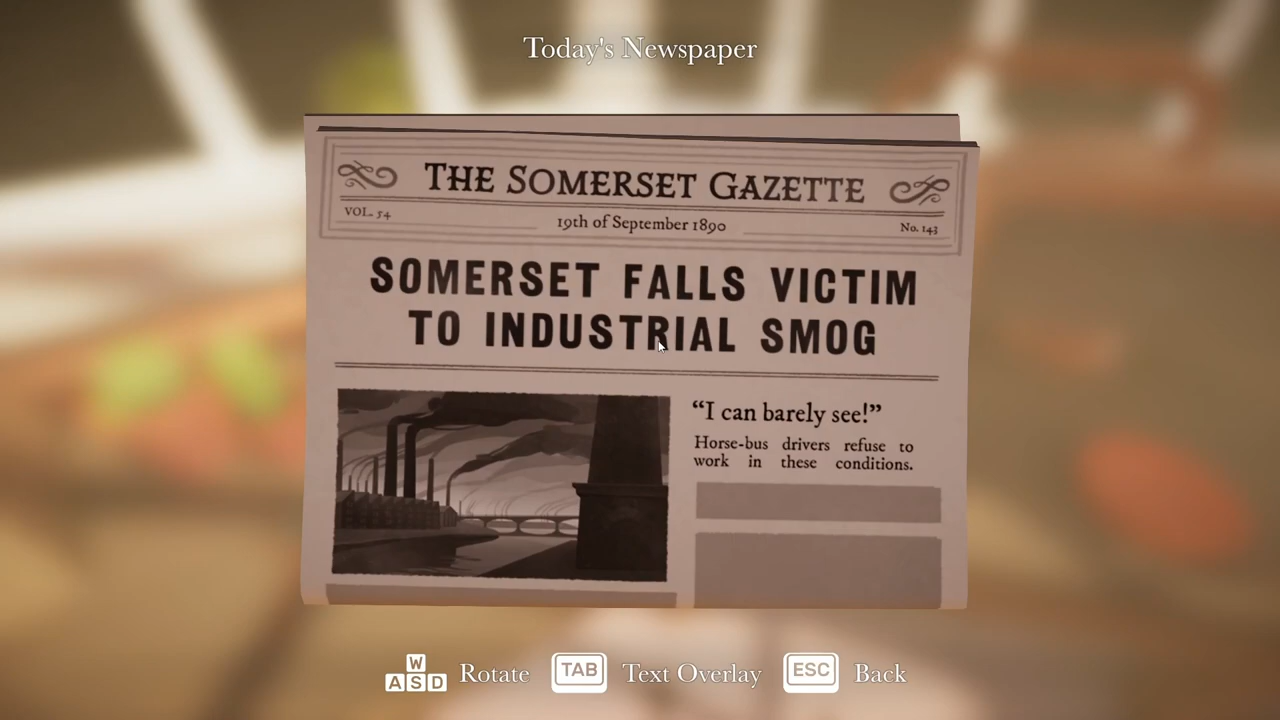 Today's Newspaper
THE SOMERSET GAZETTE
VOL. 54
19th of September 1890
No. 143
SOMERSET FALLS VICTIM
TO INDUSTRIAL SMOG
“I can barely see!”
Horse-bus drivers refuse to
work in these conditions.
W
A S D Rotate TAB Text Overlay ESC Back